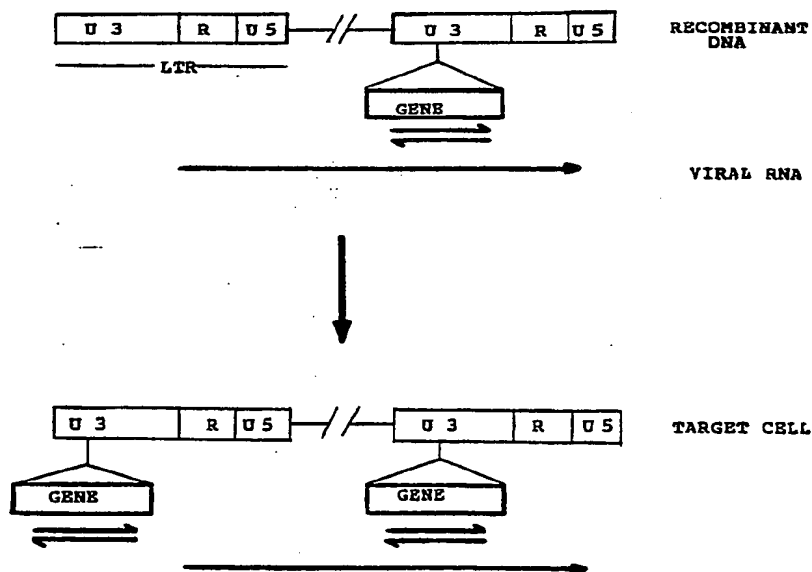 U 3 R U 5 U 3 R U 5 RECOMBINANT
DNA
LTR
GENE
VIRAL RNA
U 3 R U 5 U 3 R U 5 TARGET CELL
GENE GENE